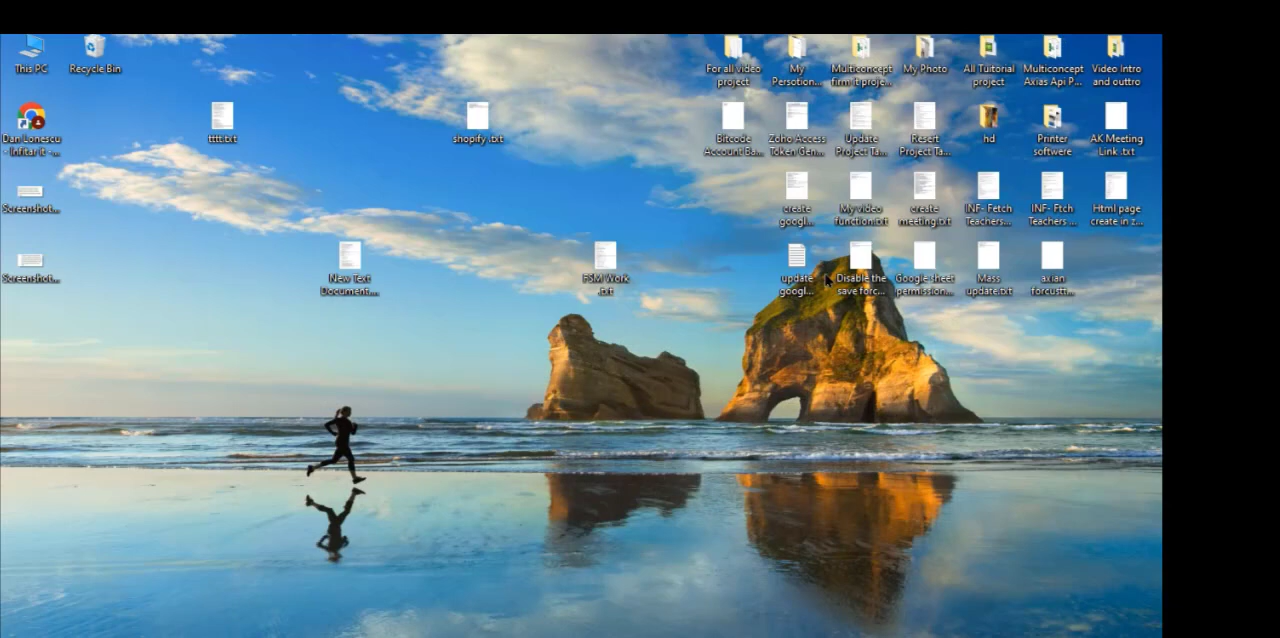 This PC
Recycle Bin
For all video
project
My
Persotion...
Multiconcept
firm it proje...
My Photo
All Tuitorial
project
Multiconcept
Axias Api P...
Video Intro
and outtro
Dan Lonescu
- Infitar it -...
tttt.txt
shopify .txt
Bitcode
Account Ba...
Zoho Access
Token Gen...
Update
Project Ta...
Resert
Project Ta...
hd
Printer
softwere
AK Meeting
Link .txt
Screenshot...
create
googl...
My video
function.txt
create
meeting.txt
INF- Fetch
Teachers...
INF- Ftch
Teachers ...
Html page
create in z...
Screenshot...
New Text
Document...
FSM Work
.txt
update
googl...
Disable the
save forc...
Google sheet
permission...
Mass
update.txt
axian
forcustt...